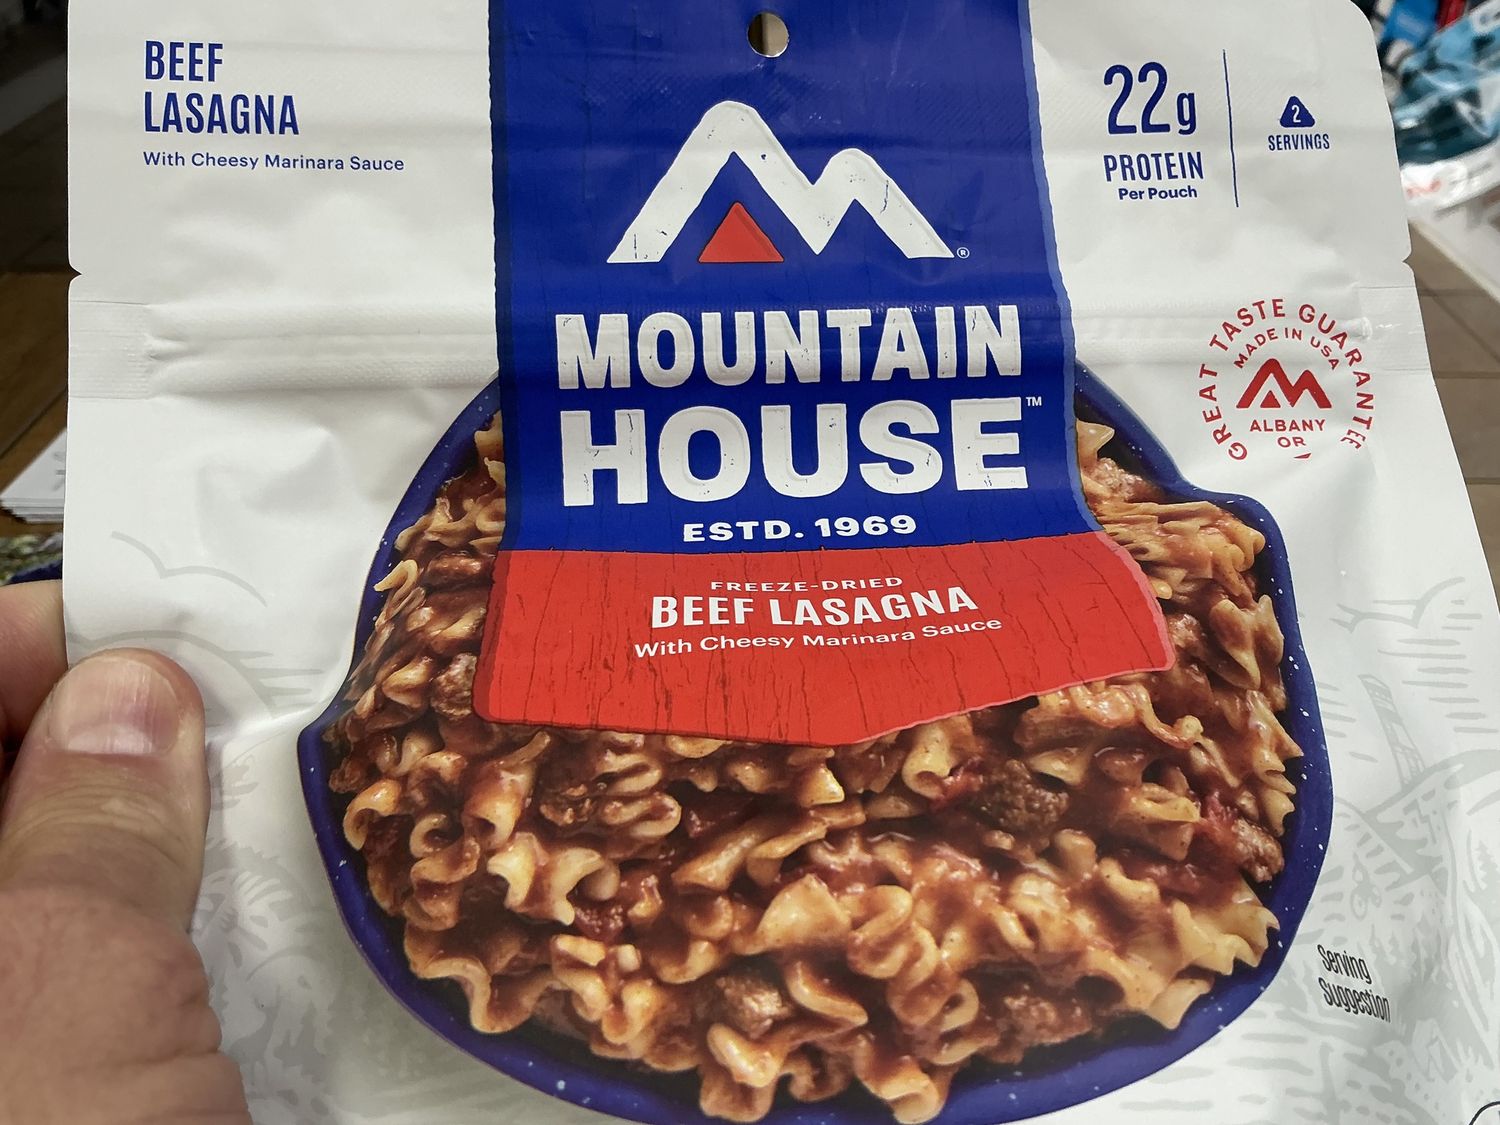 BEEF
LASAGNA
With Cheesy Marinara Sauce
22g
PROTEIN
Per Pouch
2
SERVINGS
®
MOUNTAIN
HOUSE™
ESTD. 1969
FREEZE-DRIED
BEEF LASAGNA
With Cheesy Marinara Sauce
GREAT TASTE GUARANTEE
MADE IN USA
ALBANY
OR
Serving
Suggestion